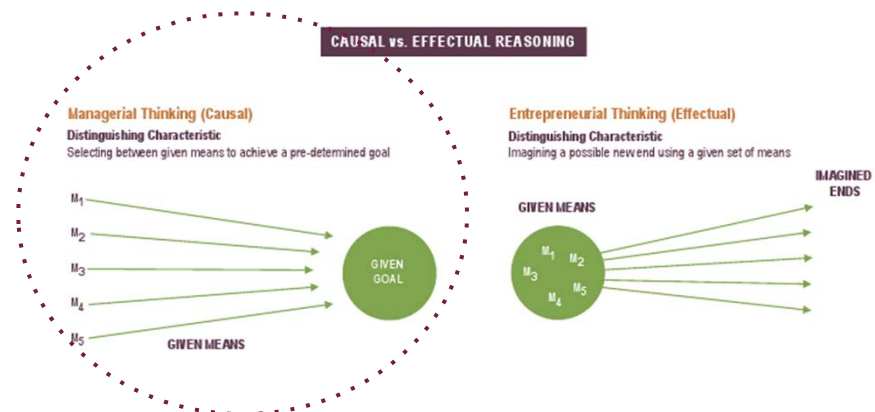 CAUSAL vs. EFFECTUAL REASONING
Managerial Thinking (Causal)
Distinguishing Characteristic
Selecting between given means to achieve a pre-determined goal
M1
M2
M3
M4
M5
GIVEN MEANS
GIVEN
GOAL
Entrepreneurial Thinking (Effectual)
Distinguishing Characteristic
Imagining a possible new end using a given set of means
IMAGINED
ENDS
GIVEN MEANS
M1
M2
M3
M4
M5